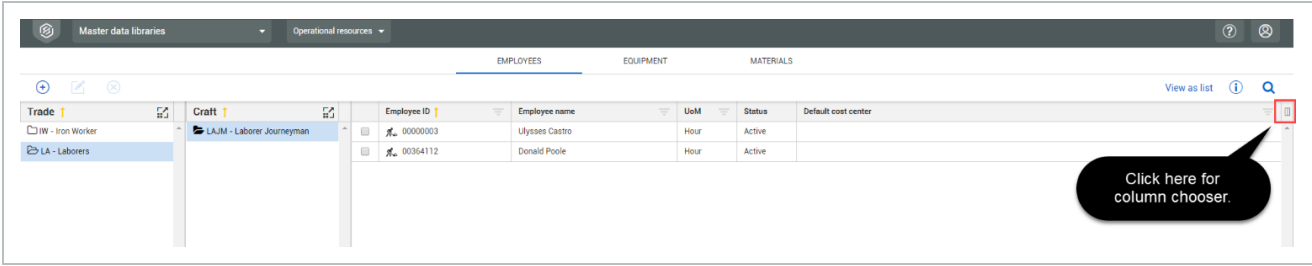 Master data libraries
Operational resources
EMPLOYEES EQUIPMENT MATERIALS
View as list
Trade Craft Employee ID Employee name UoM Status Default cost center
IW - Iron Worker LAJM - Laborer Journeyman 00000003 Ulysses Castro Hour Active
LA - Laborers 00364112 Donald Poole Hour Active
Click here for
column chooser.